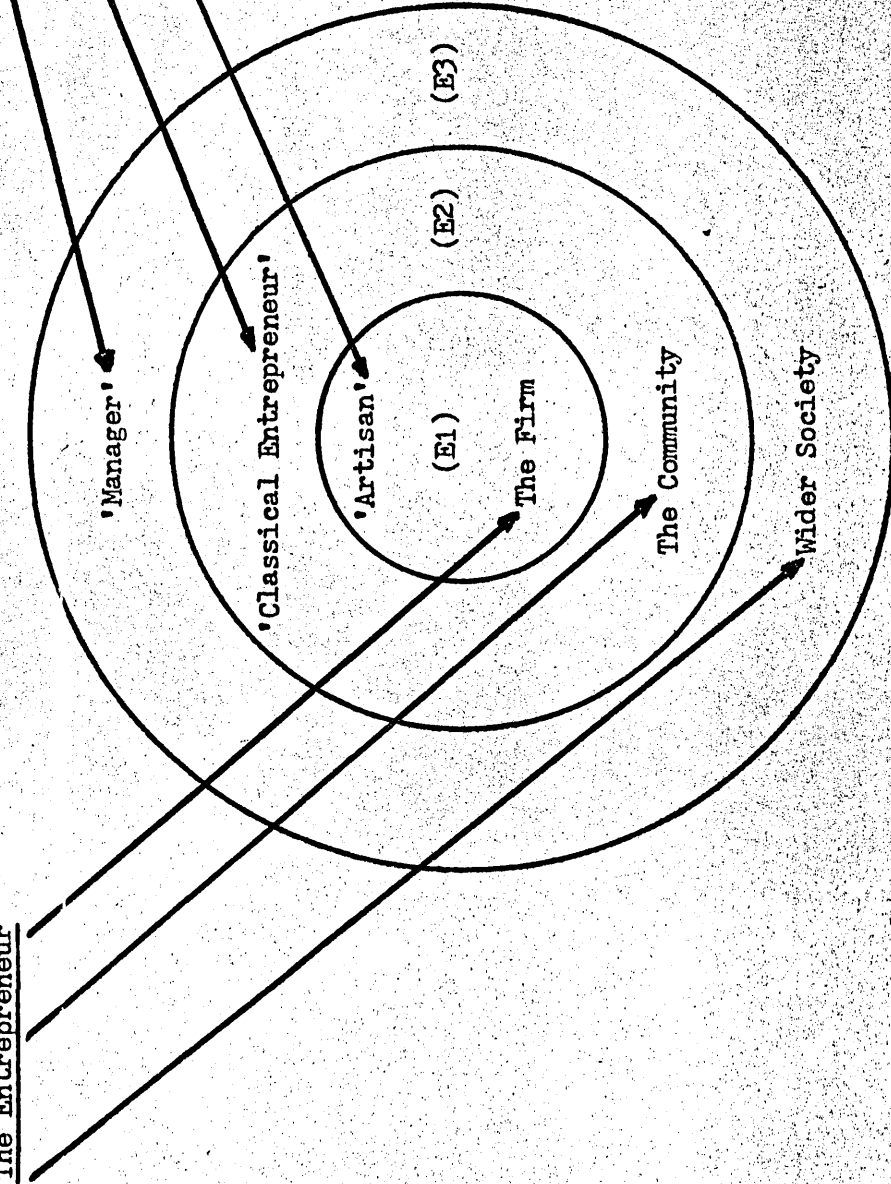 The Entrepreneur
'Manager'
'Classical Entrepreneur'
'Artisan'
(E1) (E2) (E3)
The Firm
The Community
Wider Society